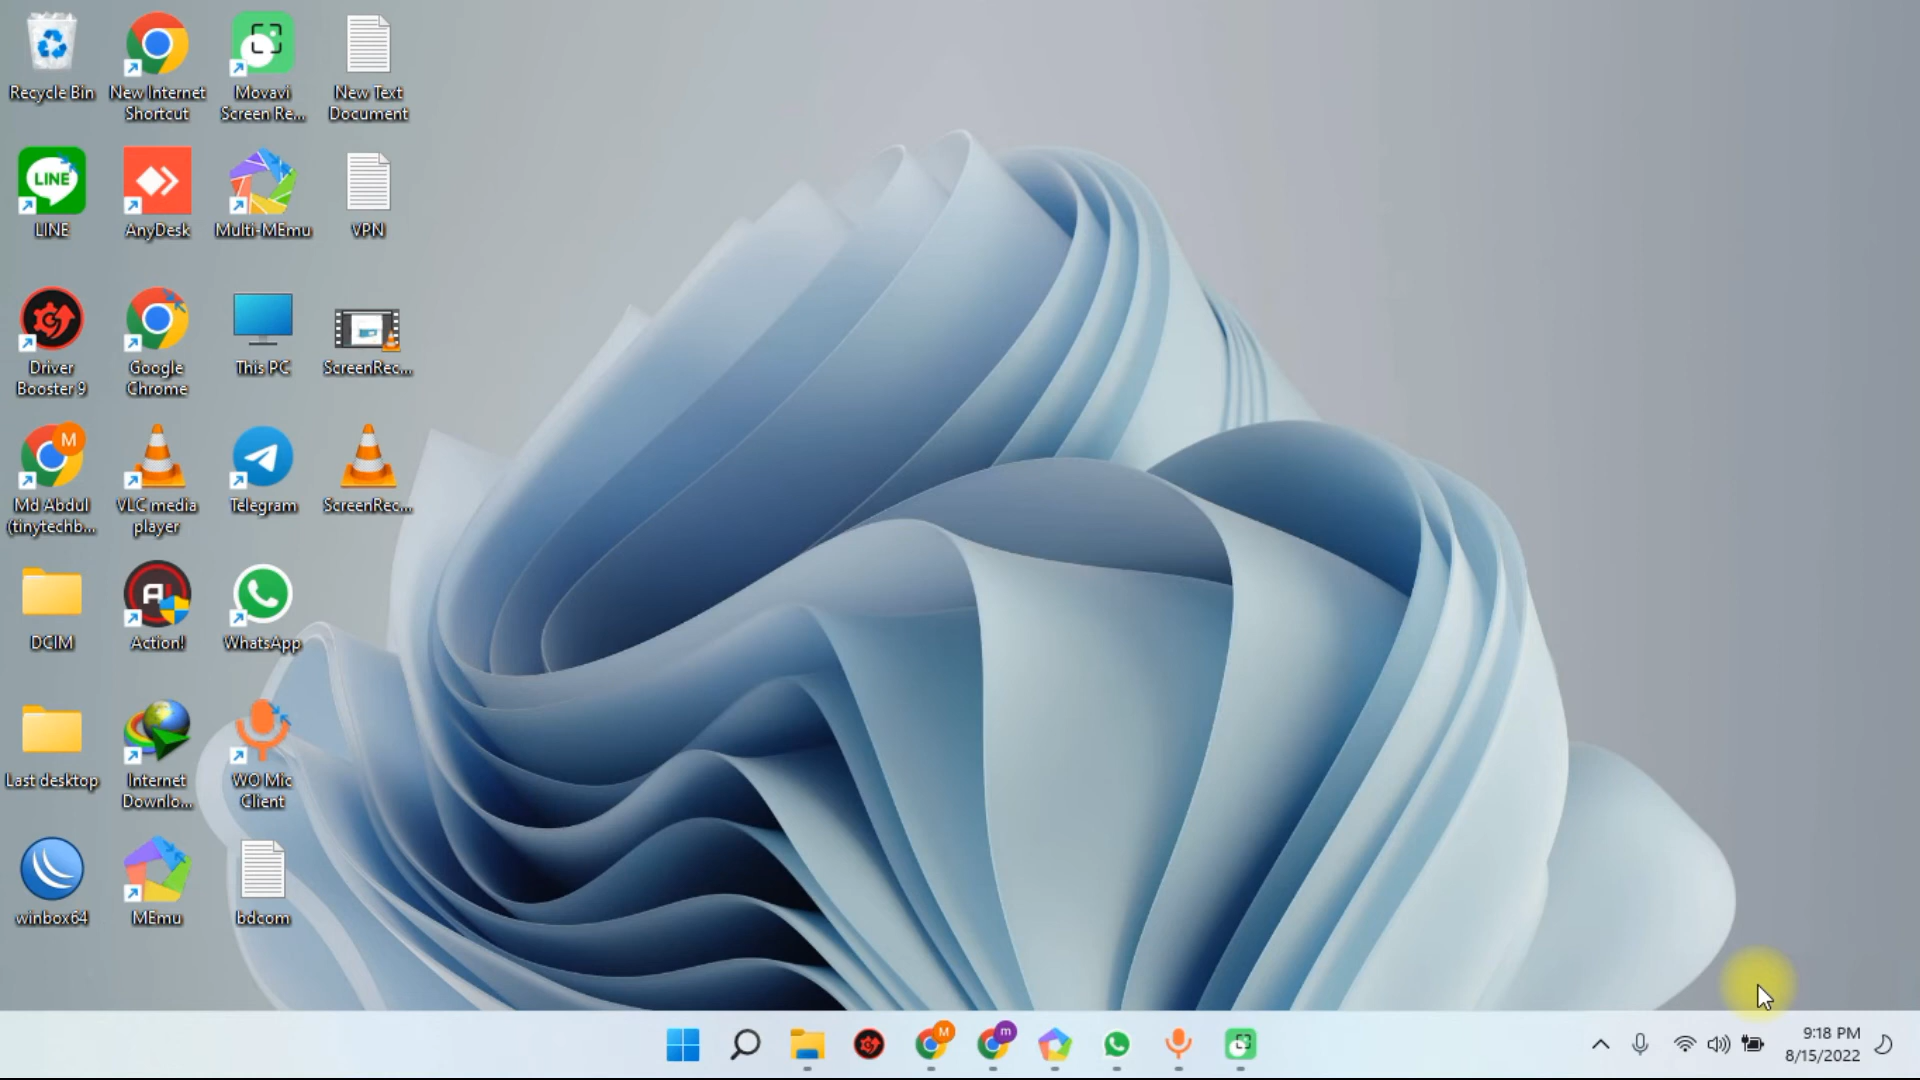 Recycle Bin
New Internet
Shortcut
Movavi
Screen Re...
New Text
Document
LINE
LINE
AnyDesk
Multi-MEmu
VPN
Driver
Booster 9
Google
Chrome
This PC
ScreenRec...
M
Md Abdul
(tinytechb...
VLC media
player
Telegram
ScreenRec...
DCIM
Action!
WhatsApp
Last desktop
Internet
Downlo...
WO Mic
Client
winbox64
MEmu
bdcom
M
m
9:18 PM
8/15/2022